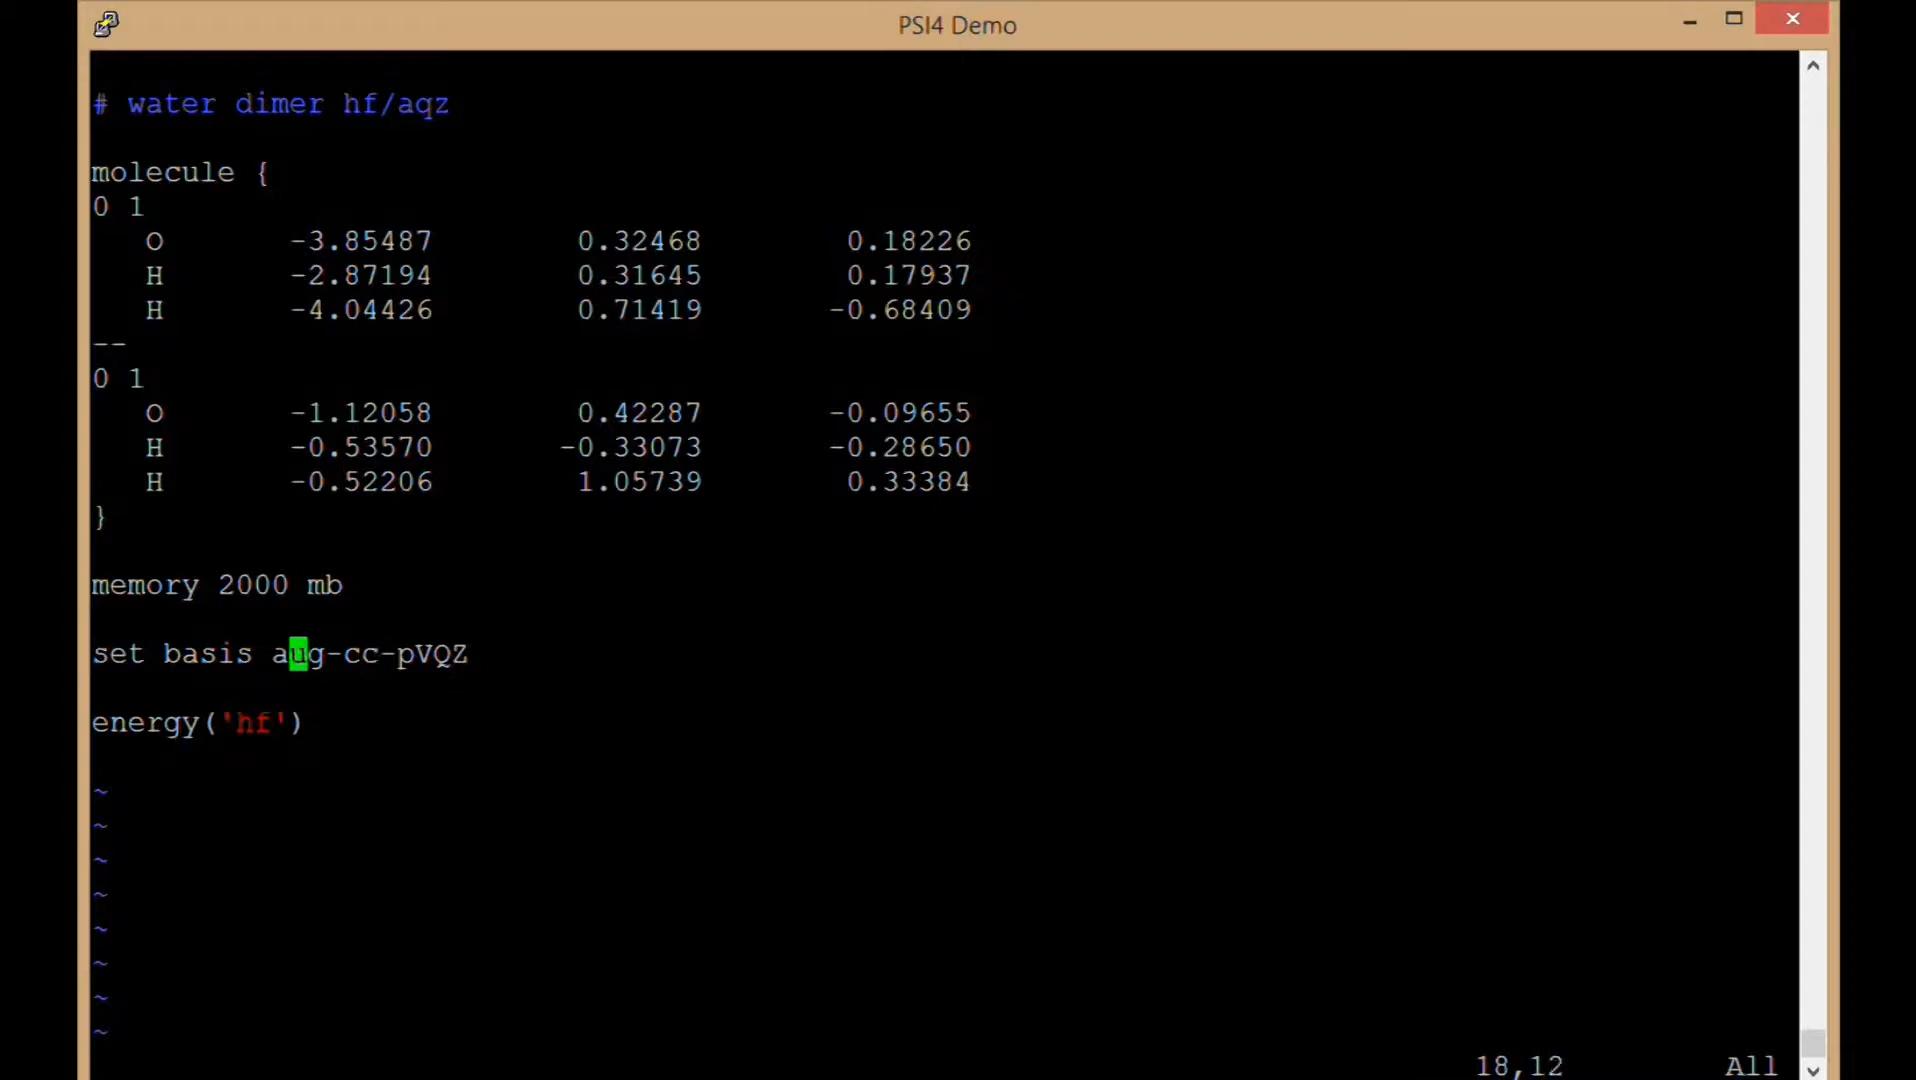 PSI4 Demo
# water dimer hf/aqz
molecule {
0 1
O -3.85487 0.32468 0.18226
H -2.87194 0.31645 0.17937
H -4.04426 0.71419 -0.68409
--
0 1
O -1.12058 0.42287 -0.09655
H -0.53570 -0.33073 -0.28650
H -0.52206 1.05739 0.33384
}
memory 2000 mb
set basis aug-cc-pVQZ
energy('hf')
~
~
~
~
~
~
~
~
18,12 All